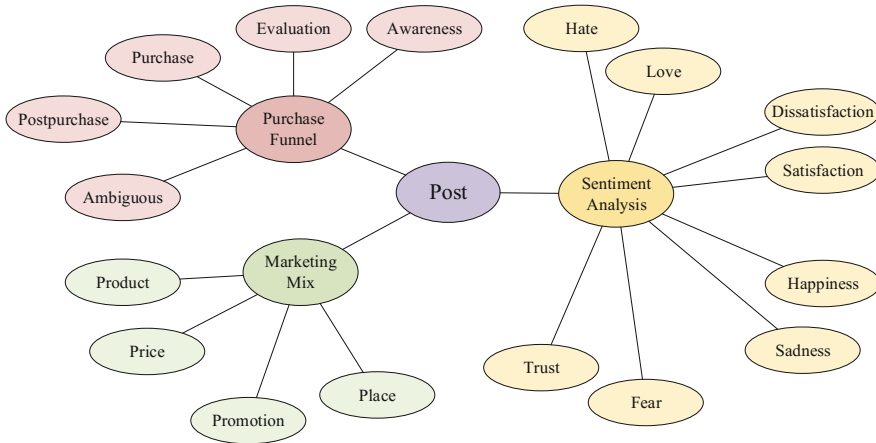 Evaluation
Awareness
Hate
Purchase
Love
Postpurchase
Purchase
Funnel
Dissatisfaction
Satisfaction
Ambiguous
Post
Sentiment
Analysis
Marketing
Mix
Product
Happiness
Price
Sadness
Trust
Place
Promotion
Fear